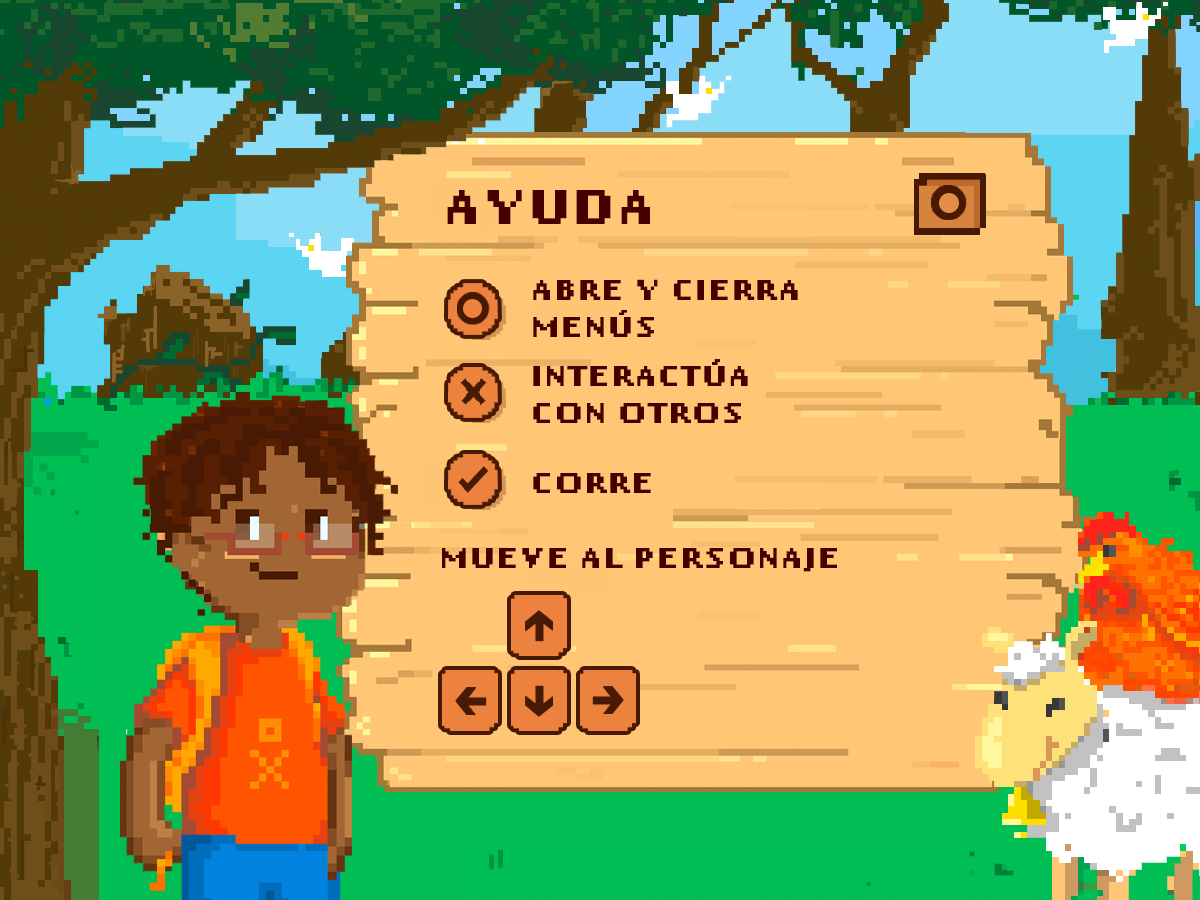 AYUDA
ABRE Y CIERRA
MENÚS
INTERACTÚA
CON OTROS
CORRE
MUEVE AL PERSONAJE